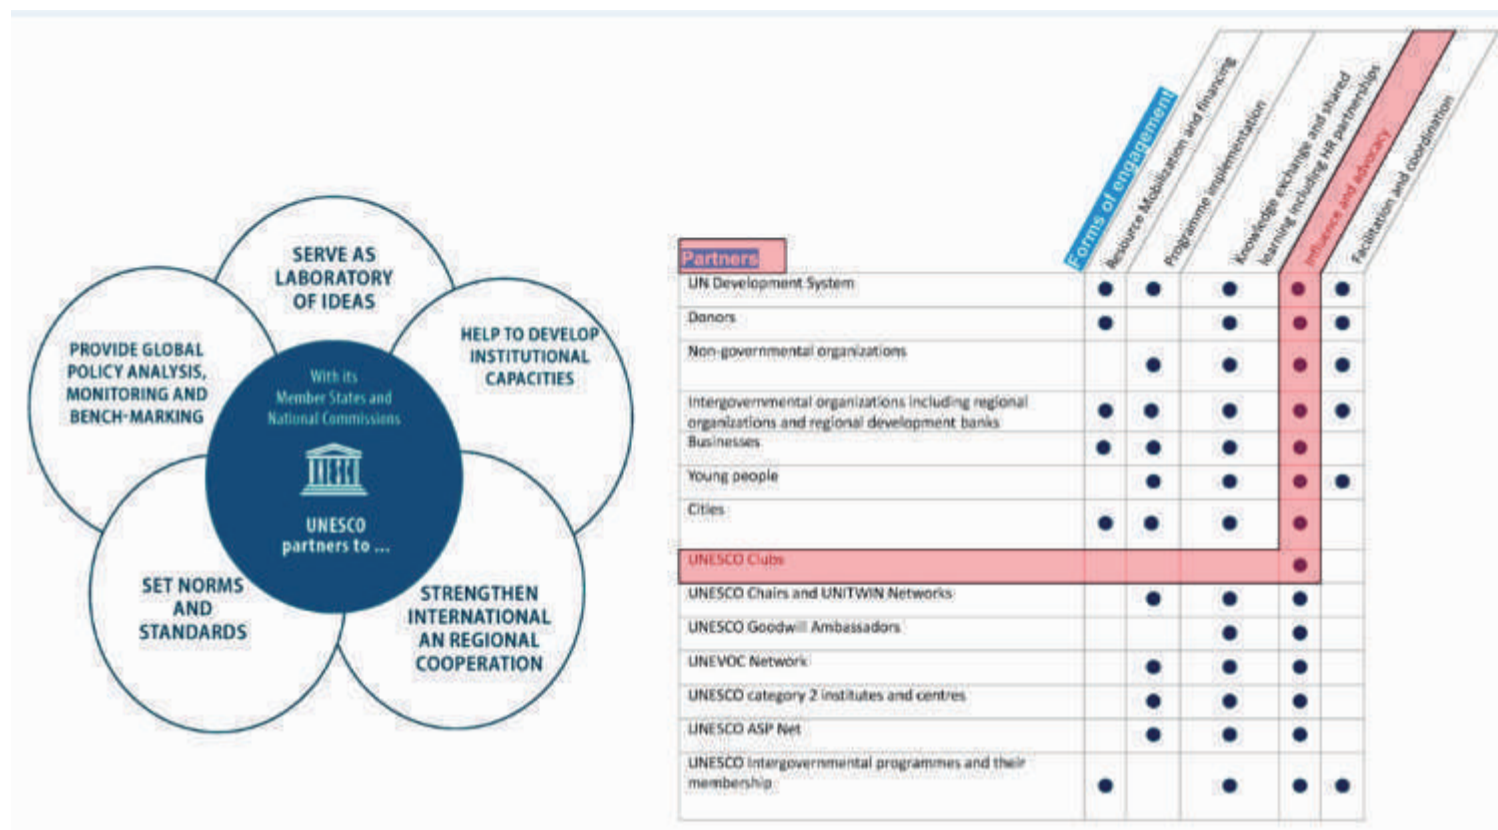 SERVE AS
LABORATORY
OF IDEAS
HELP TO DEVELOP
INSTITUTIONAL
CAPACITIES
PROVIDE GLOBAL
POLICY ANALYSIS,
MONITORING AND
BENCH-MARKING
With its
Member States and
National Commissions
UNESCO
partners to ...
SET NORMS
AND
STANDARDS
STRENGTHEN
INTERNATIONAL
AN REGIONAL
COOPERATION
Forms of engagement
Resource Mobilization and financing
Programme implementation
Knowledge exchange and shared
learning including HR partnerships
Influence and advocacy
Facilitation and coordination
Partners
UN Development System
Donors
Non-governmental organizations
Intergovernmental organizations including regional
organizations and regional development banks
Businesses
Young people
Cities
UNESCO Clubs
UNESCO Chairs and UNITWIN Networks
UNESCO Goodwill Ambassadors
UNEVOC Network
UNESCO category 2 institutes and centres
UNESCO ASP Net
UNESCO Intergovernmental programmes and their
membership